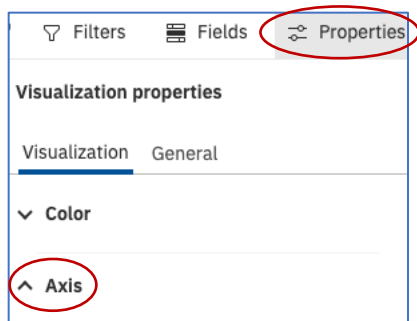 Filters Fields Properties
Visualization properties
Visualization General
Color
Axis